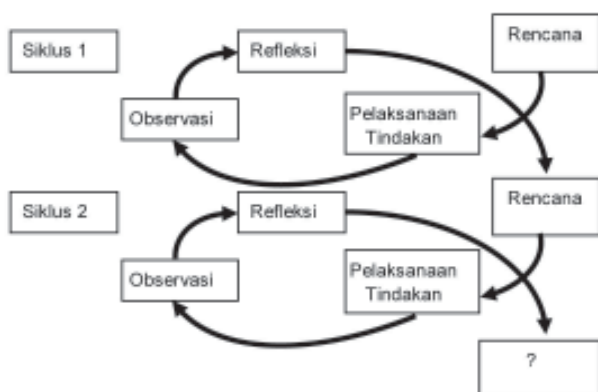 Siklus 1
Refleksi
Rencana
Observasi
Pelaksanaan
Tindakan
Siklus 2
Refleksi
Rencana
Observasi
Pelaksanaan
Tindakan
?